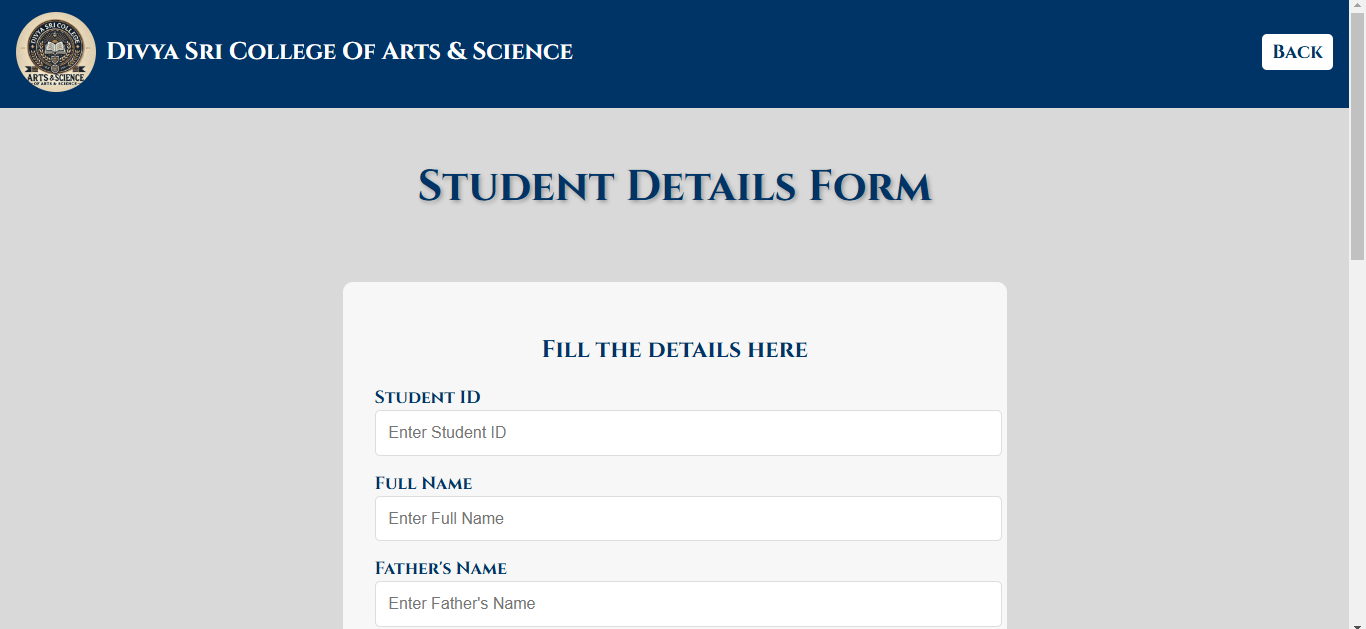 DIVYA SRI COLLEGE
ARTS & SCIENCE
OF ARTS & SCIENCE
Divya Sri College Of Arts & Science
Back
Student Details Form
Fill the details here
Student ID
Enter Student ID
Full Name
Enter Full Name
Father's Name
Enter Father's Name